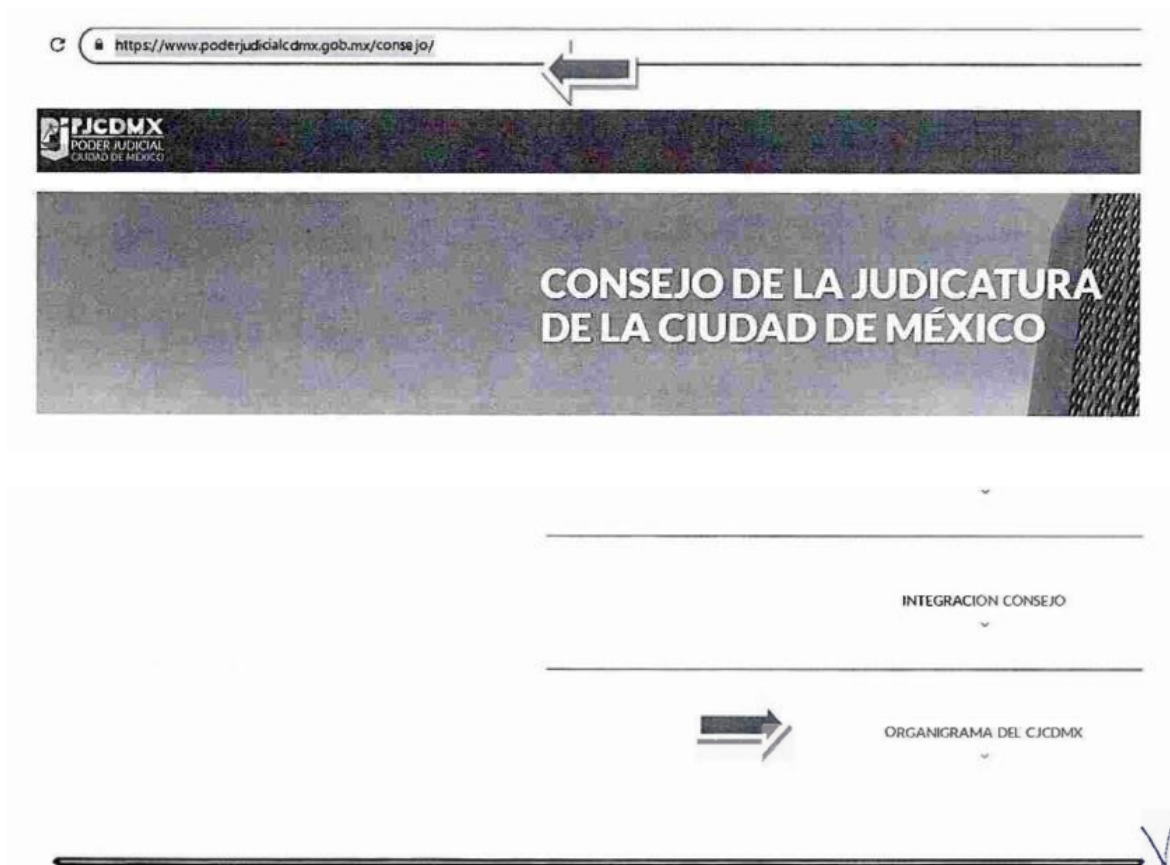 https://www.poderjudicialcdmx.gob.mx/consejo/
PJCDMX
PODER JUDICIAL
CIUDAD DE MÉXICO
CONSEJO DE LA JUDICATURA
DE LA CIUDAD DE MÉXICO
INTEGRACION CONSEJO
ORGANIGRAMA DEL CJCDMX